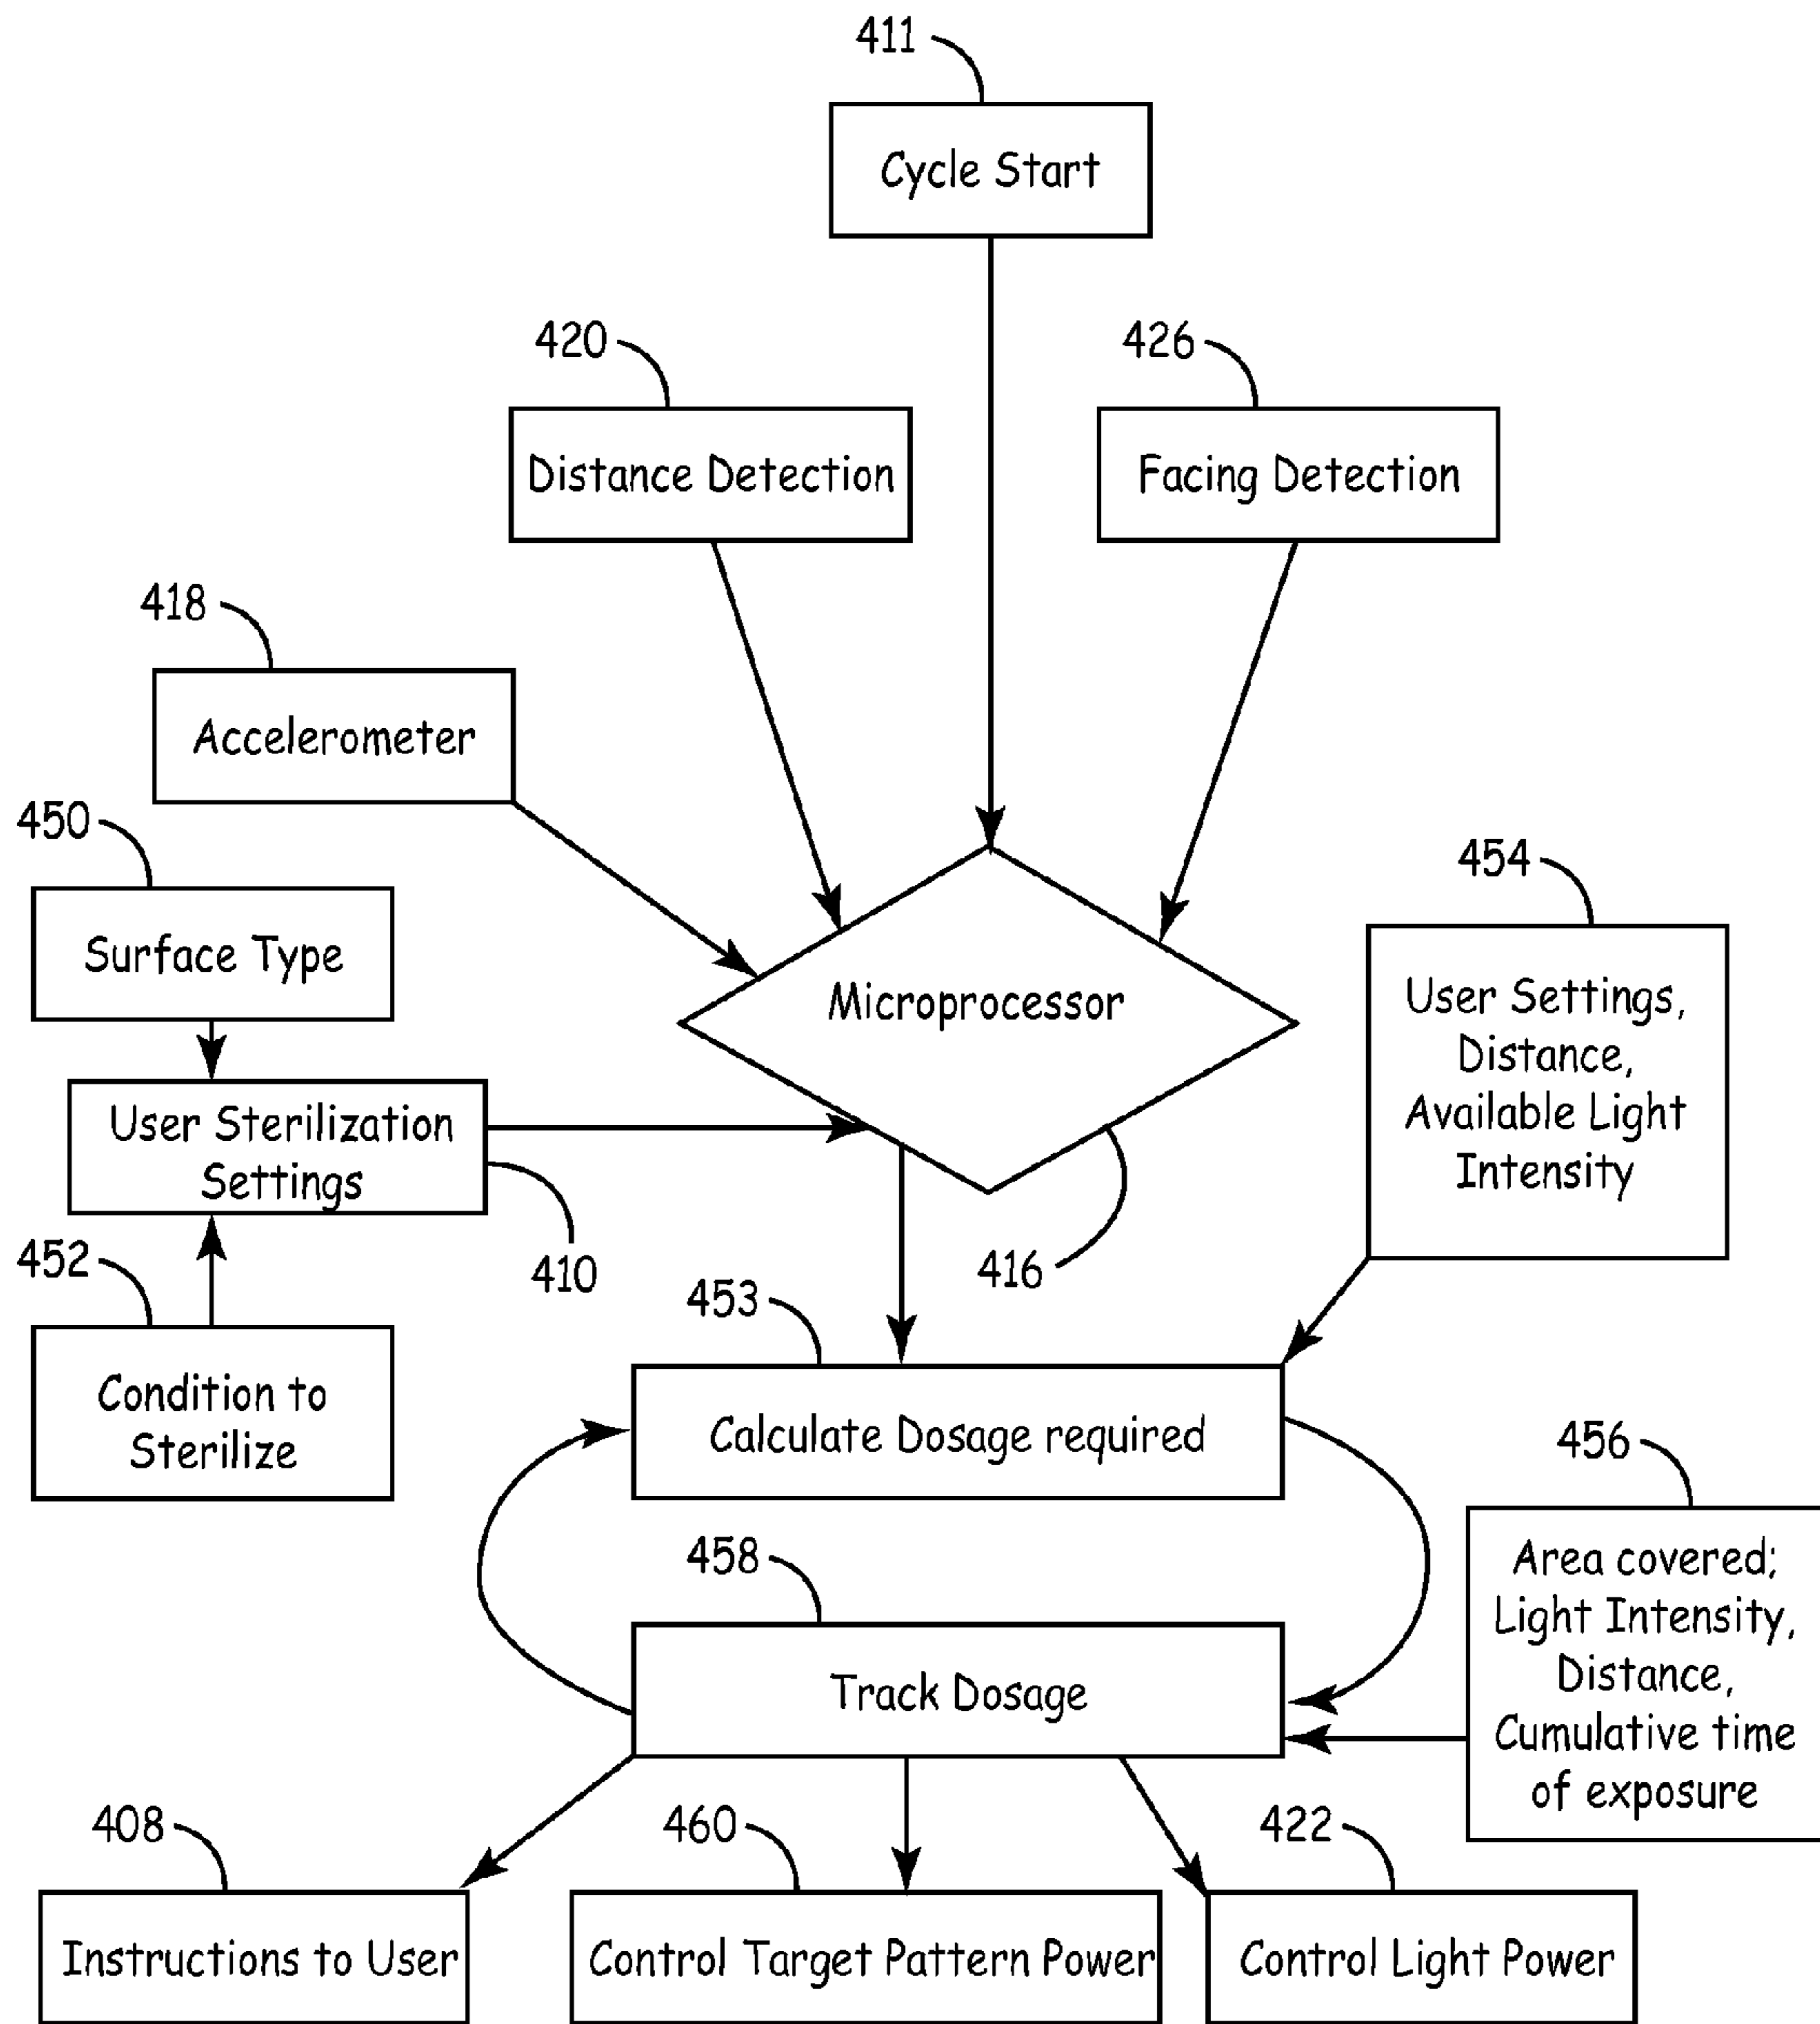 411
Cycle Start
420
426
Distance Detection
Facing Detection
418
Accelerometer
450
454
Surface Type
Microprocessor
User Settings,
Distance,
Available Light
Intensity
User Sterilization
Settings
452
410
416
453
Condition to
Sterilize
Calculate Dosage required
456
458
Area covered;
Light Intensity,
Distance,
Cumulative time
of exposure
Track Dosage
408
460
422
Instructions to User
Control Target Pattern Power
Control Light Power